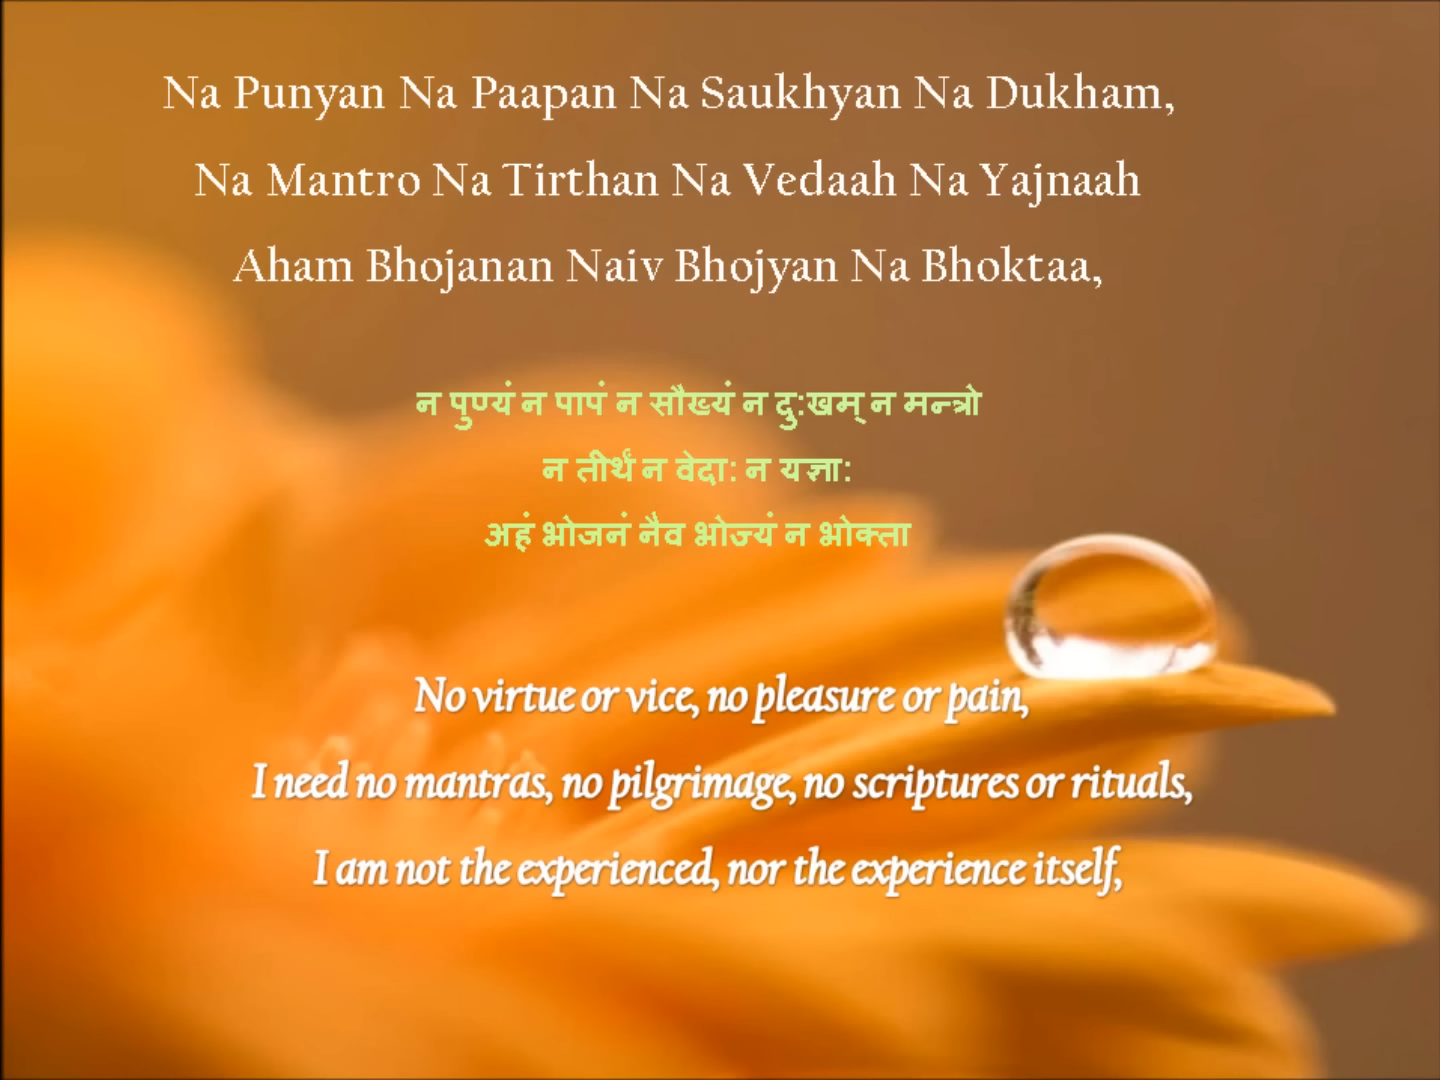 Na Punyan Na Paapan Na Saukhyan Na Dukham,
Na Mantro Na Tirthan Na Vedaah Na Yajnaah
Aham Bhojanan Naiv Bhojyan Na Bhoktaa,
न पुण्यं न पापं न सौख्यं न दु:खम् न मन्त्रो
न तीर्थं न वेदा: न यज्ञा:
अहं भोजनं नैव भोज्यं न भोक्ता
No virtue or vice, no pleasure or pain,
I need no mantras, no pilgrimage, no scriptures or rituals,
I am not the experienced, nor the experience itself,